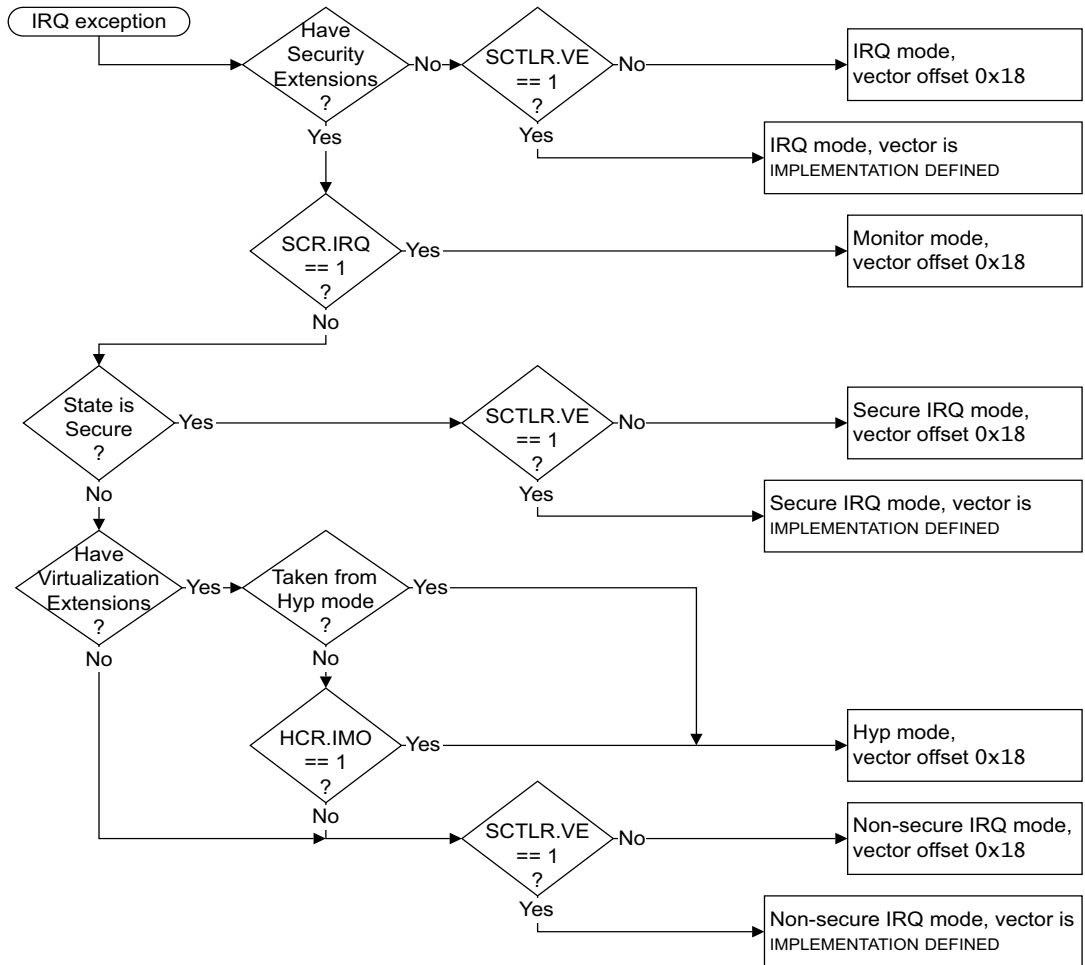 IRQ exception
Have
Security
Extensions
?
No
SCTLR.VE
== 1
?
No
IRQ mode,
vector offset 0x18
Yes
Yes
IRQ mode, vector is
IMPLEMENTATION DEFINED
SCR.IRQ
== 1
?
Yes
Monitor mode,
vector offset 0x18
No
State is
Secure
?
Yes
SCTLR.VE
== 1
?
No
Secure IRQ mode,
vector offset 0x18
No
Yes
Secure IRQ mode, vector is
IMPLEMENTATION DEFINED
Have
Virtualization
Extensions
?
Yes
Taken from
Hyp mode
?
Yes
No
No
HCR.IMO
== 1
?
Yes
Hyp mode,
vector offset 0x18
No
SCTLR.VE
== 1
?
No
Non-secure IRQ mode,
vector offset 0x18
Yes
Non-secure IRQ mode, vector is
IMPLEMENTATION DEFINED